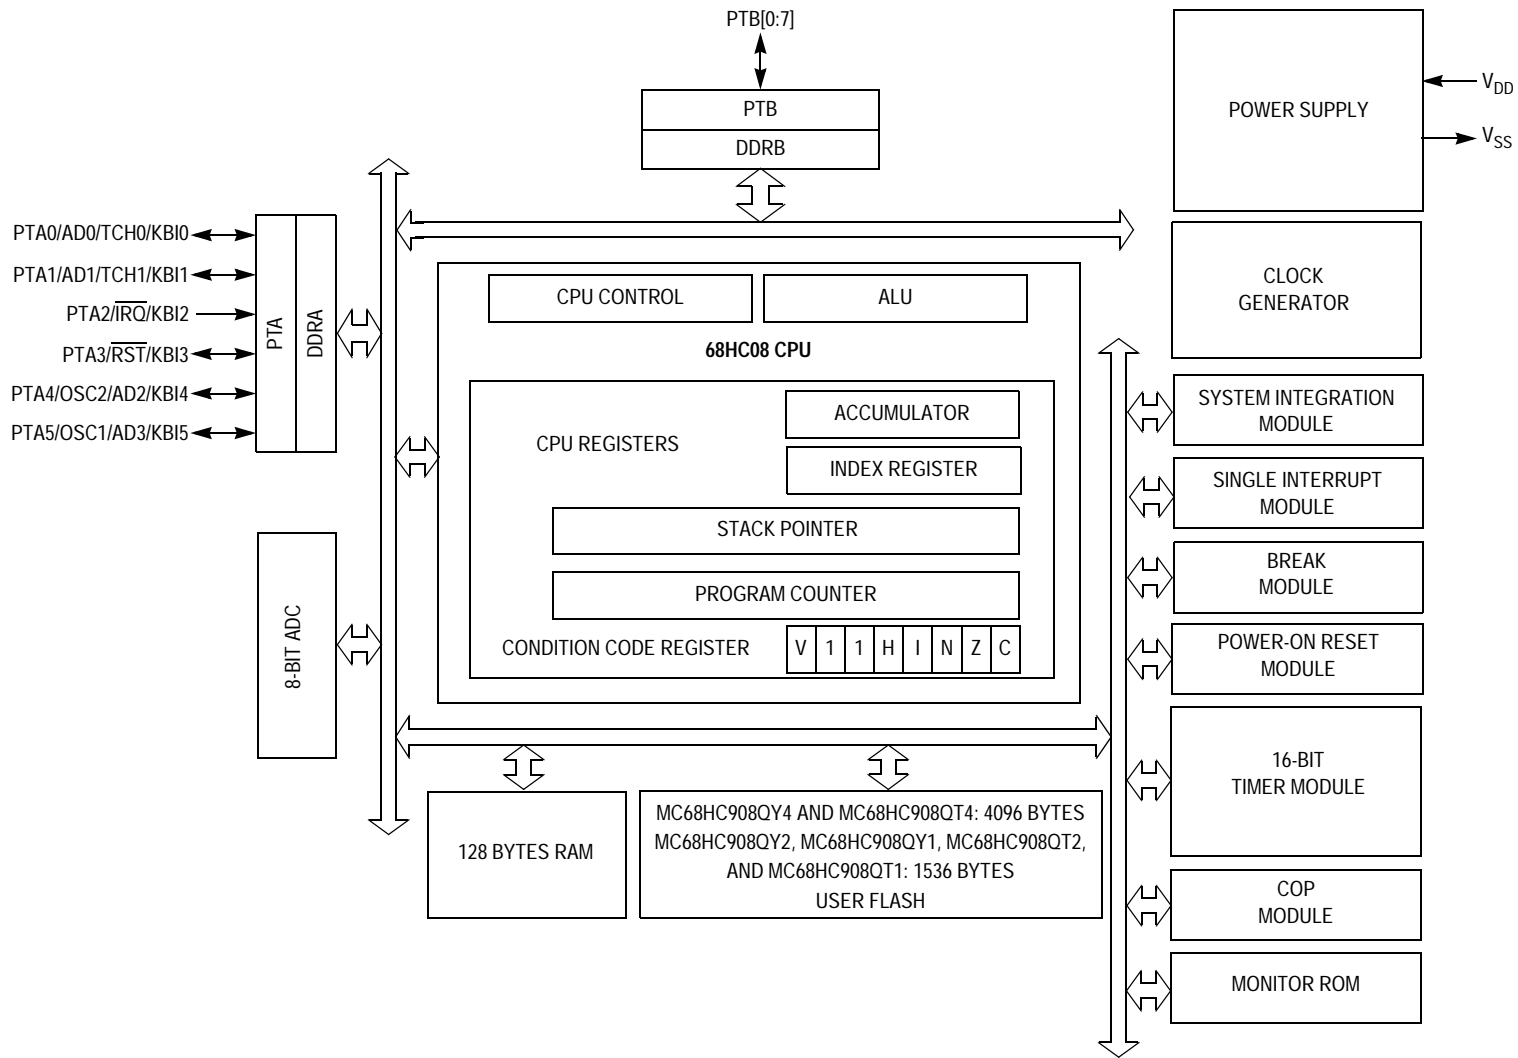 PTB[0:7]
PTB
DDRB
POWER SUPPLY
VDD
VSS
PTA0/AD0/TCH0/KBI0
PTA1/AD1/TCH1/KBI1
PTA2/I̅R̅Q̅/KBI2
PTA3/R̅S̅T̅/KBI3
PTA4/OSC2/AD2/KBI4
PTA5/OSC1/AD3/KBI5
PTA
DDRA
8-BIT ADC
CPU CONTROL
ALU
68HC08 CPU
CPU REGISTERS
ACCUMULATOR
INDEX REGISTER
STACK POINTER
PROGRAM COUNTER
CONDITION CODE REGISTER
V 1 1 H I N Z C
128 BYTES RAM
MC68HC908QY4 AND MC68HC908QT4: 4096 BYTES
MC68HC908QY2, MC68HC908QY1, MC68HC908QT2,
AND MC68HC908QT1: 1536 BYTES
USER FLASH
CLOCK
GENERATOR
SYSTEM INTEGRATION
MODULE
SINGLE INTERRUPT
MODULE
BREAK
MODULE
POWER-ON RESET
MODULE
16-BIT
TIMER MODULE
COP
MODULE
MONITOR ROM